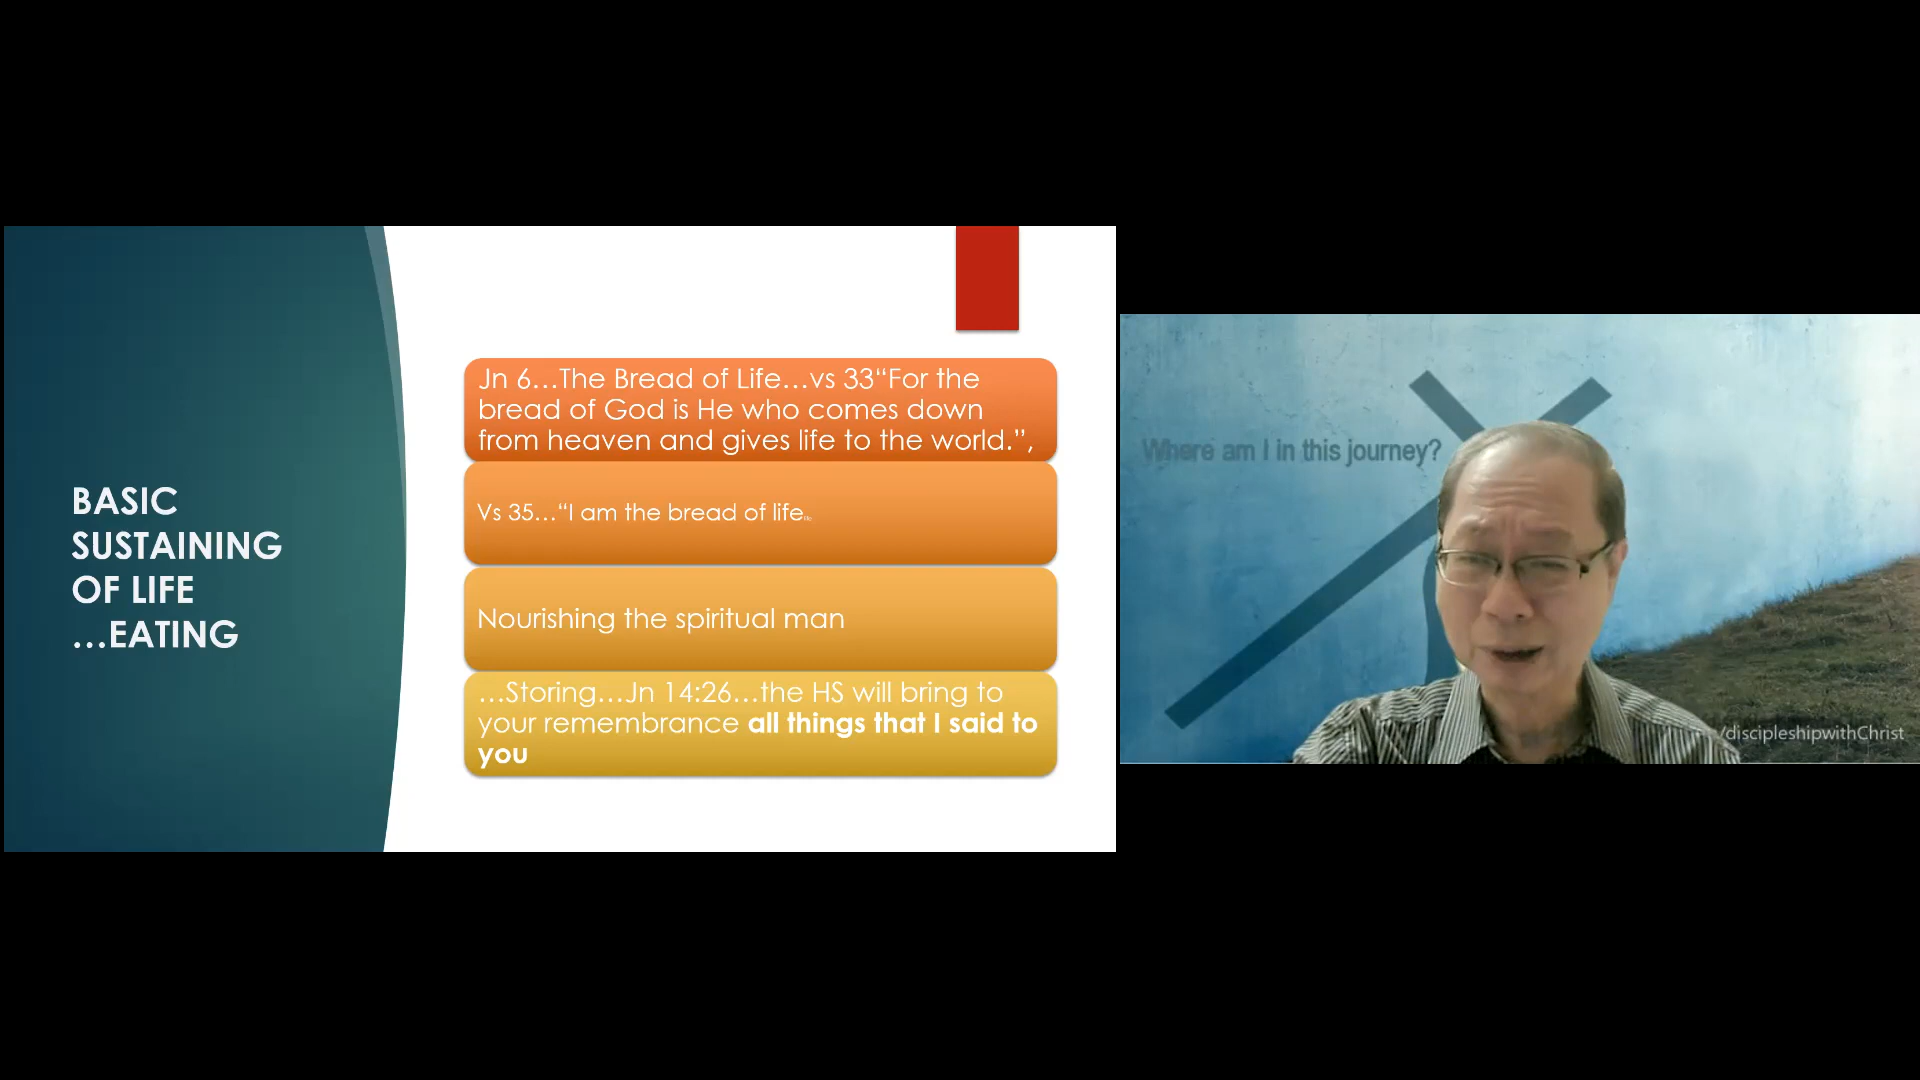 BASIC
SUSTAINING
OF LIFE
…EATING
Jn 6…The Bread of Life…vs 33“For the
bread of God is He who comes down
from heaven and gives life to the world.”,
Vs 35…“I am the bread of life
Nourishing the spiritual man
…Storing…Jn 14:26…the HS will bring to
your remembrance all things that I said to
you
Where am I in this journey?
/discipleshipwithChrist